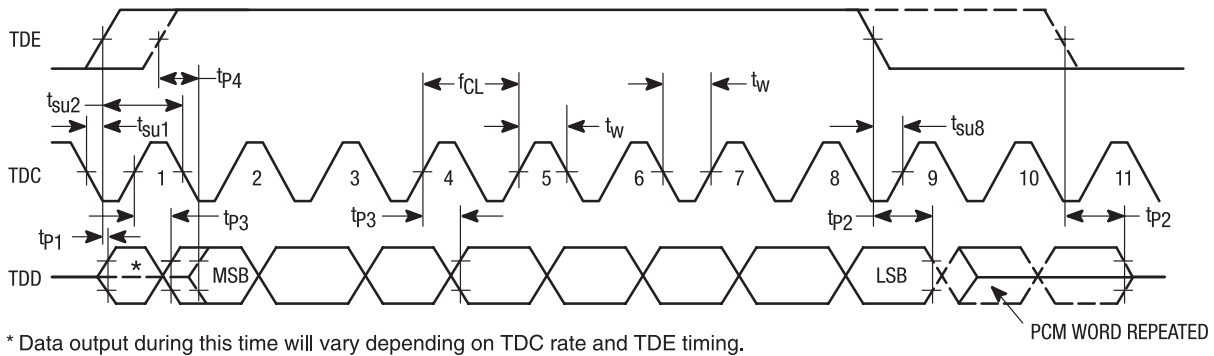 TDE
tP4
fCL
tw
tsu2
tsu1
tw
tsu8
TDC
1 2 3 4 5 6 7 8 9 10 11
tP1
tP3
tP3
tP2
tP2
TDD
*
MSB
LSB
PCM WORD REPEATED
* Data output during this time will vary depending on TDC rate and TDE timing.